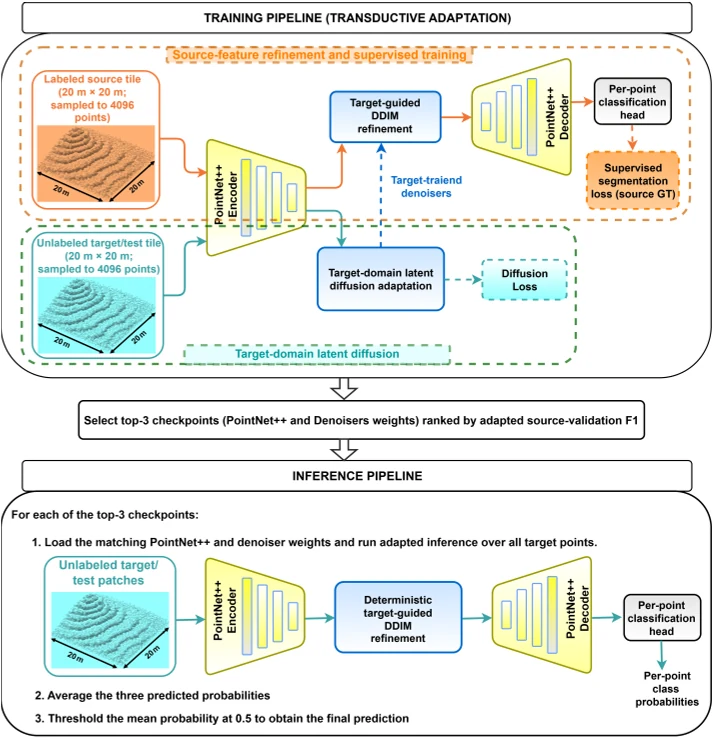 TRAINING PIPELINE (TRANSDUCTIVE ADAPTATION)
Source-feature refinement and supervised training
Labeled source tile
(20 m × 20 m;
sampled to 4096
points)
20 m
20 m
PointNet++
Encoder
Target-guided
DDIM
refinement
PointNet++
Decoder
Per-point
classification
head
Supervised
segmentation
loss (source GT)
Target-traiend
denoisers
Unlabeled target/test tile
(20 m × 20 m;
sampled to 4096 points)
20 m
20 m
Target-domain latent
diffusion adaptation
Diffusion
Loss
Target-domain latent diffusion
Select top-3 checkpoints (PointNet++ and Denoisers weights) ranked by adapted source-validation F1
INFERENCE PIPELINE
For each of the top-3 checkpoints:
1. Load the matching PointNet++ and denoiser weights and run adapted inference over all target points.
Unlabeled target/
test patches
20 m
20 m
PointNet++
Encoder
Deterministic
target-guided
DDIM
refinement
PointNet++
Decoder
Per-point
classification
head
Per-point
class
probabilities
2. Average the three predicted probabilities
3. Threshold the mean probability at 0.5 to obtain the final prediction